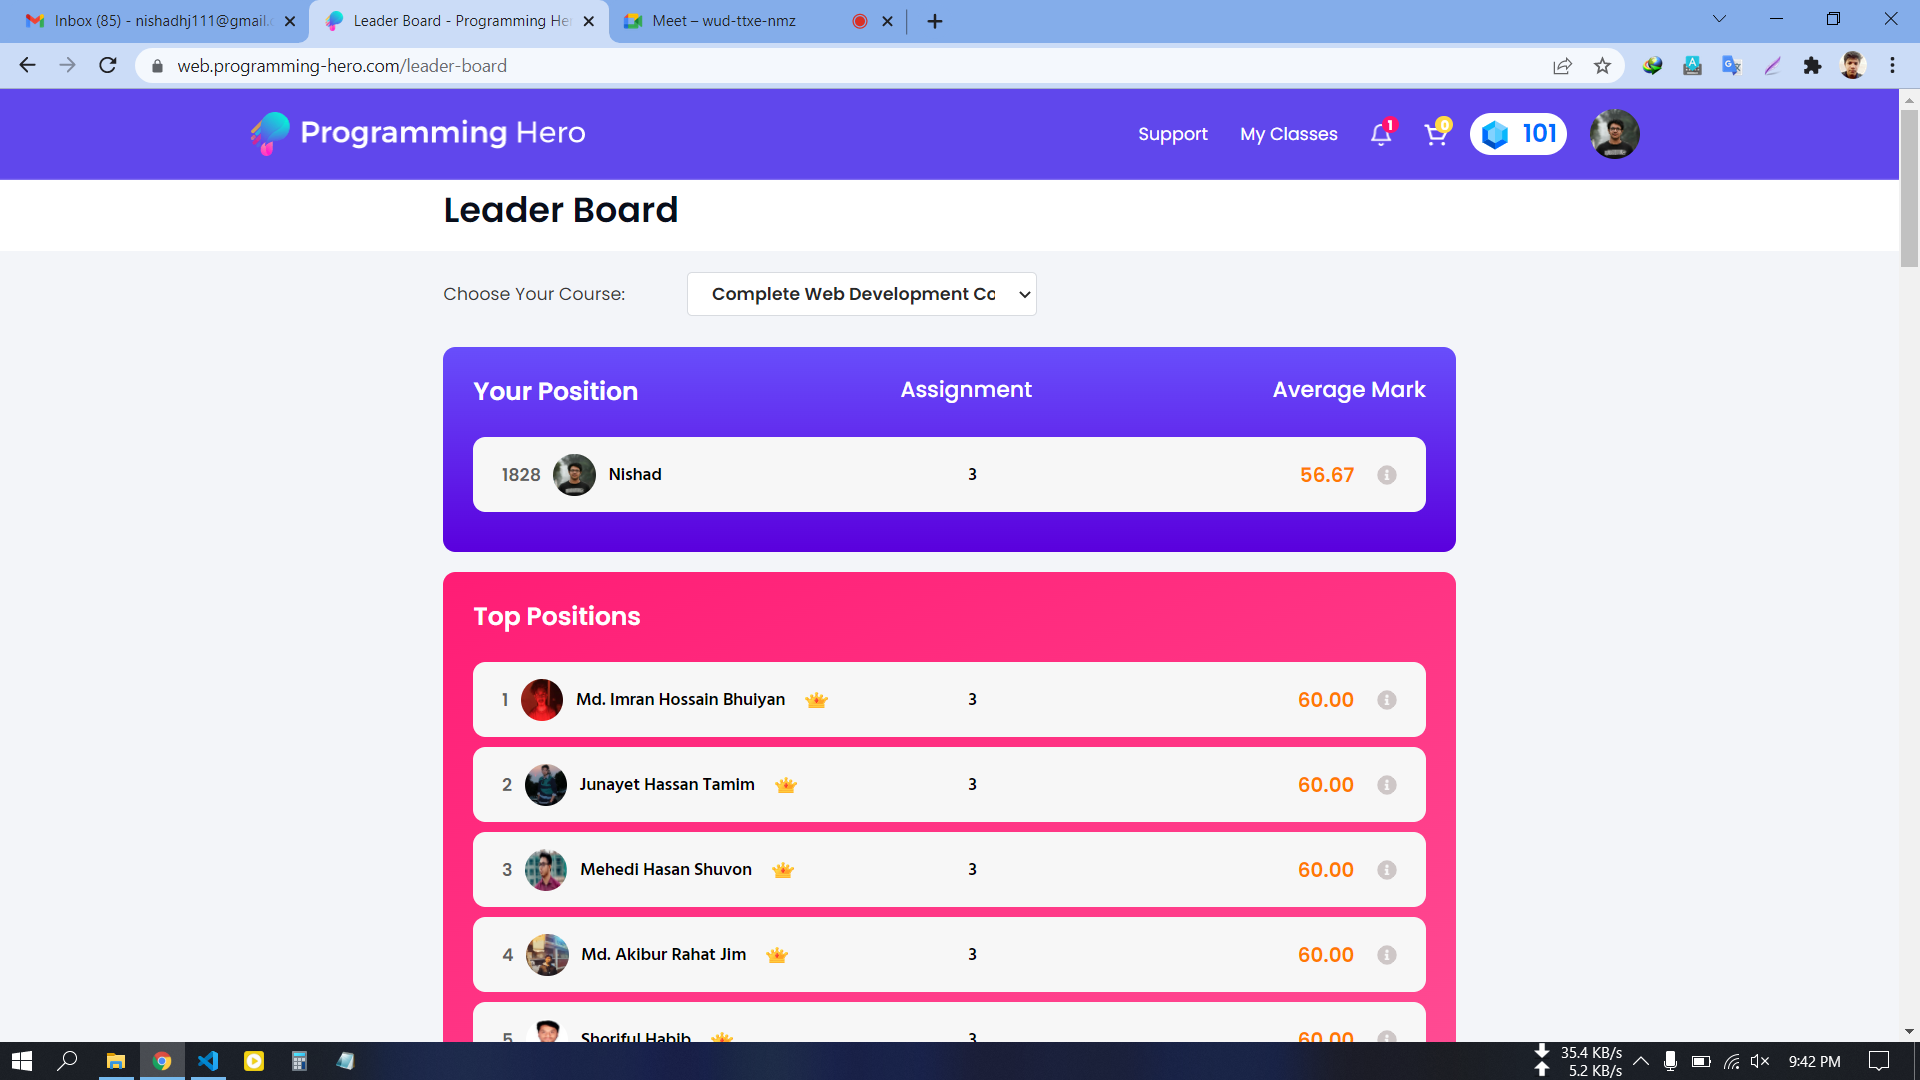 Inbox (85) - nishadhj111@gmail.c
Leader Board - Programming He
Meet – wud-ttxe-nmz
web.programming-hero.com/leader-board
Programming Hero
Support
My Classes
1
0
101
Leader Board
Choose Your Course:
Complete Web Development Co
Your Position
Assignment
Average Mark
1828 Nishad 3 56.67
Top Positions
1 Md. Imran Hossain Bhuiyan 3 60.00
2 Junayet Hassan Tamim 3 60.00
3 Mehedi Hasan Shuvon 3 60.00
4 Md. Akibur Rahat Jim 3 60.00
5 Shoriful Habib 3 60.00
35.4 KB/s
5.2 KB/s
9:42 PM